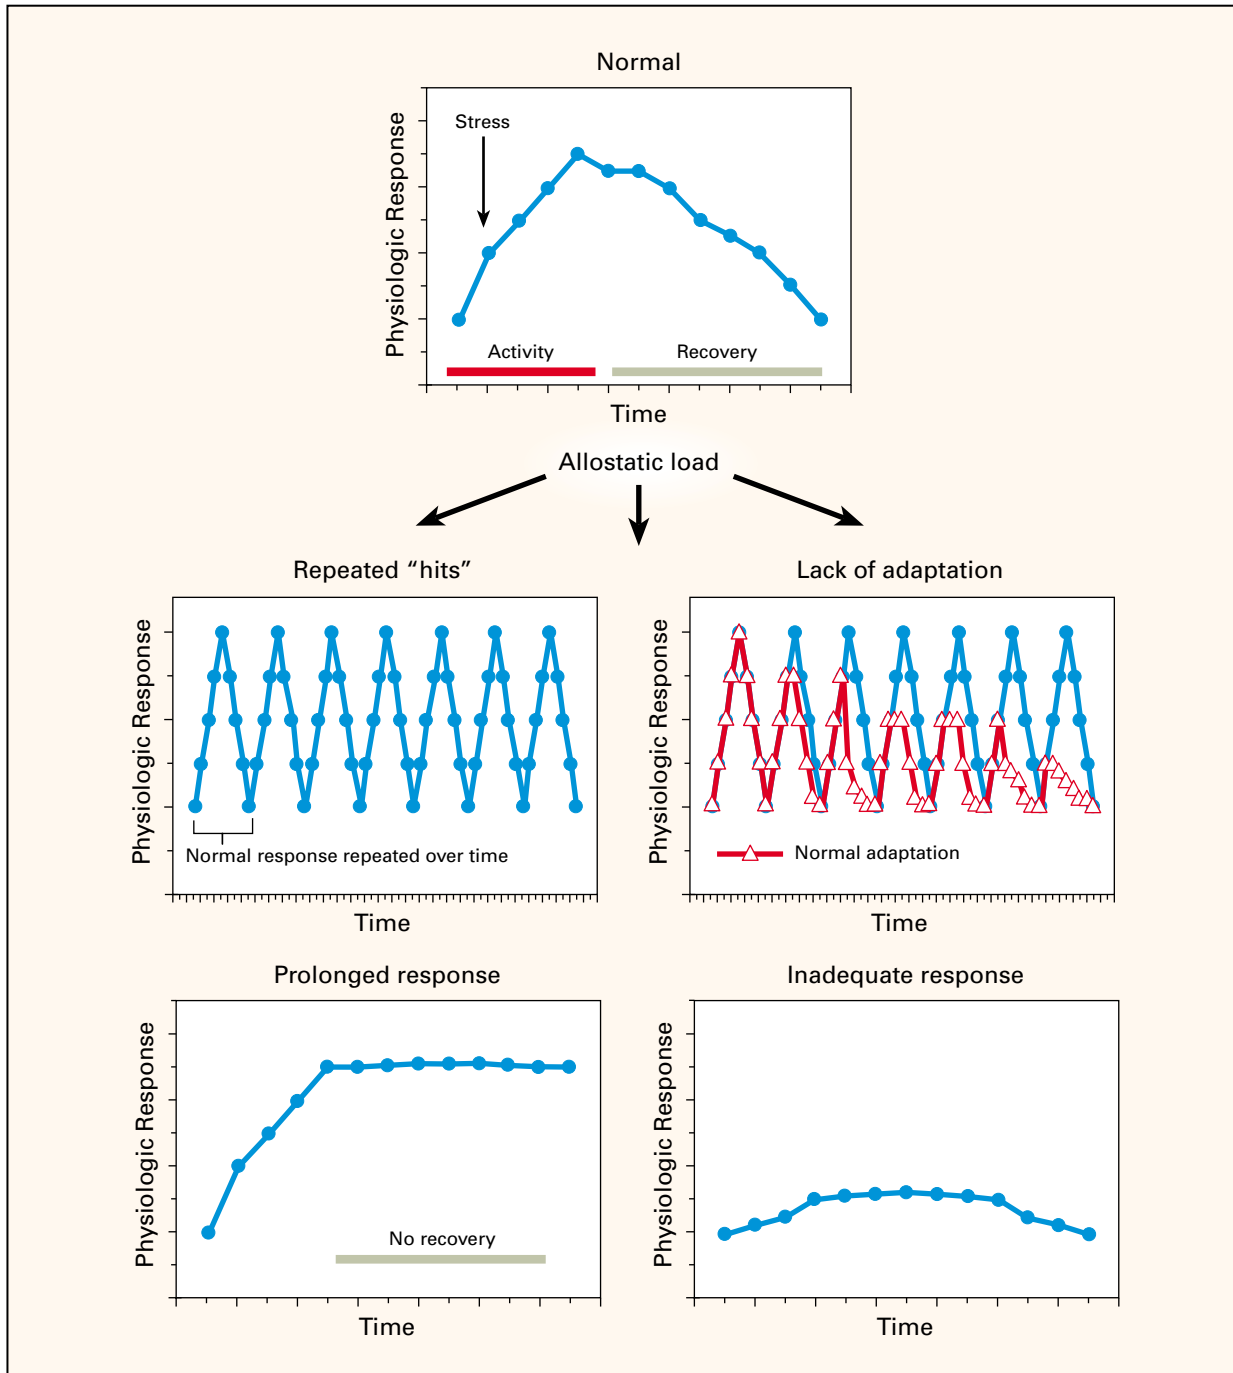 Normal
Stress
Physiologic Response
Activity
Recovery
Time
Allostatic load
Repeated “hits”
Physiologic Response
Normal response repeated over time
Time
Lack of adaptation
Physiologic Response
Normal adaptation
Time
Prolonged response
Physiologic Response
No recovery
Time
Inadequate response
Physiologic Response
Time